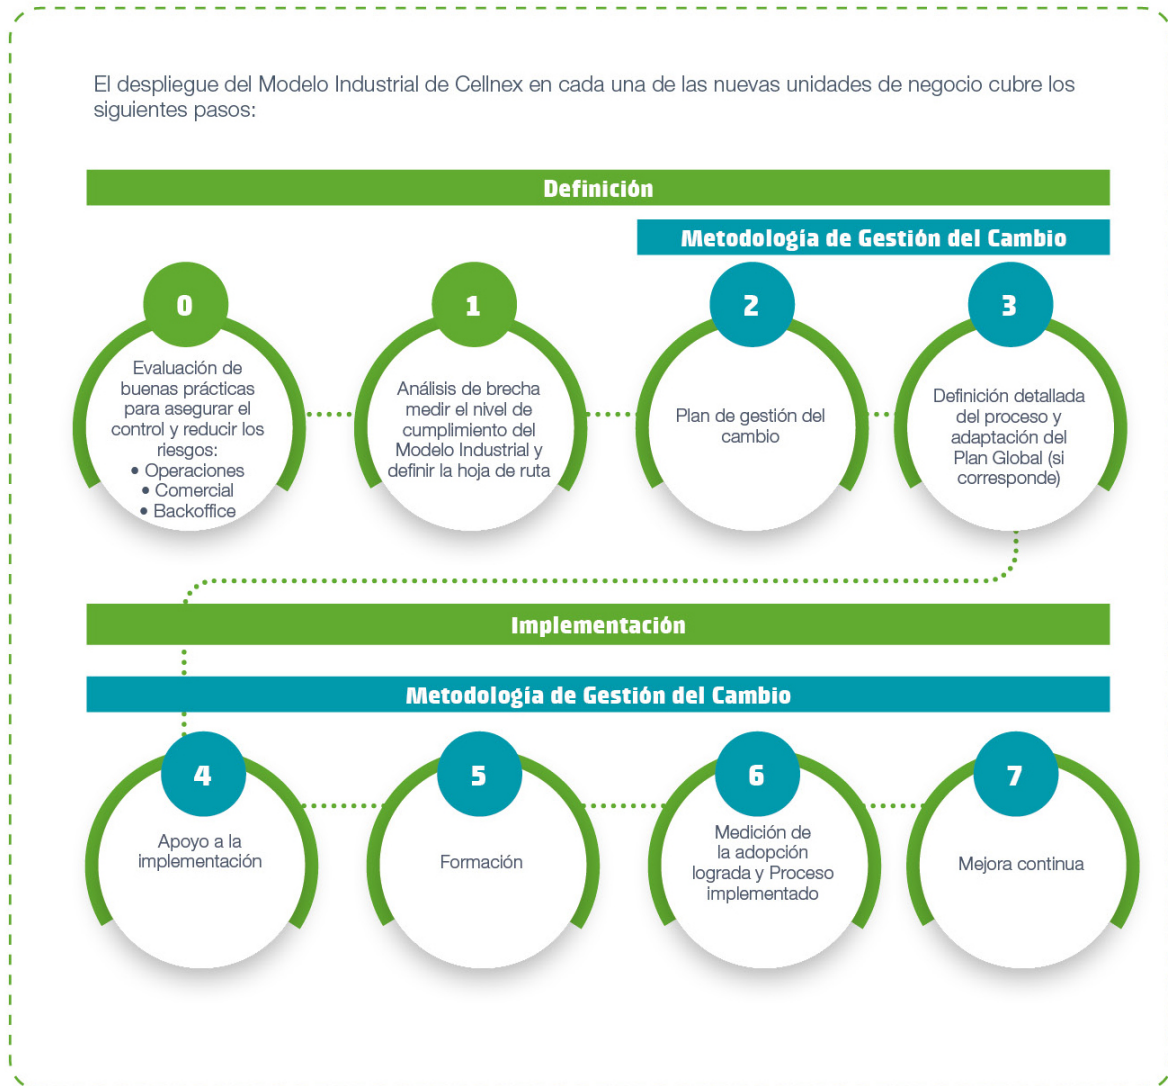 El despliegue del Modelo Industrial de Cellnex en cada una de las nuevas unidades de negocio cubre los
siguientes pasos:
Definición
Metodología de Gestión del Cambio
0
Evaluación de
buenas prácticas
para asegurar el
control y reducir los
riesgos:
• Operaciones
• Comercial
• Backoffice
1
Análisis de brecha
medir el nivel de
cumplimiento del
Modelo Industrial y
definir la hoja de ruta
2
Plan de gestión del
cambio
3
Definición detallada
del proceso y
adaptación del
Plan Global (si
corresponde)
Implementación
Metodología de Gestión del Cambio
4
Apoyo a la
implementación
5
Formación
6
Medición de
la adopción
lograda y Proceso
implementado
7
Mejora continua